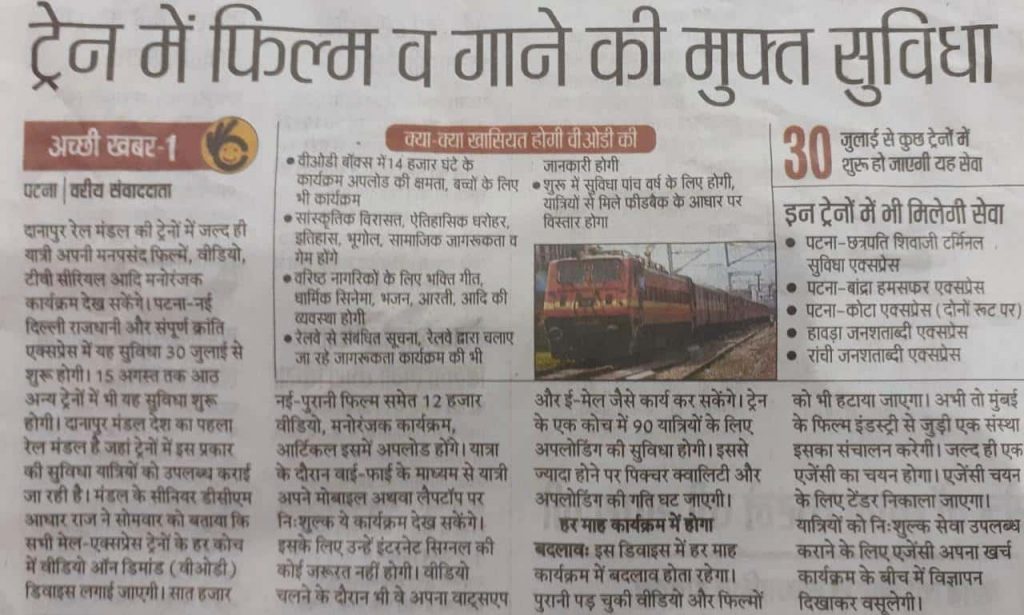 ट्रेन में फिल्म व गाने की मुफ्त सुविधा
अच्छी खबर-1
पटना | वरीय संवाददाता
दानापुर रेल मंडल की ट्रेनों में जल्द ही
यात्री अपनी मनपसंद फिल्में, वीडियो,
टीवी सीरियल आदि मनोरंजक
कार्यक्रम देख सकेंगे। पटना-नई
दिल्ली राजधानी और संपूर्ण क्रांति
एक्सप्रेस में यह सुविधा 30 जुलाई से
शुरू होगी। 15 अगस्त तक आठ
अन्य ट्रेनों में भी यह सुविधा शुरू
होगी। दानापुर मंडल देश का पहला
रेल मंडल है जहां ट्रेनों में इस प्रकार
की सुविधा यात्रियों को उपलब्ध कराई
जा रही है। मंडल के सीनियर डीसीएम
आधार राज ने सोमवार को बताया कि
सभी मेल-एक्सप्रेस ट्रेनों के हर कोच
में वीडियो ऑन डिमांड (वीओडी)
डिवाइस लगाई जाएगी। सात हजार
क्या-क्या खासियत होगी वीओडी की
• वीओडी बॉक्स में 14 हजार घंटे के
कार्यक्रम अपलोड की क्षमता, बच्चों के लिए
भी कार्यक्रम
• सांस्कृतिक विरासत, ऐतिहासिक धरोहर,
इतिहास, भूगोल, सामाजिक जागरूकता व
गेम होंगे
• वरिष्ठ नागरिकों के लिए भक्ति गीत,
धार्मिक सिनेमा, भजन, आरती, आदि की
व्यवस्था होगी
• रेलवे से संबंधित सूचना, रेलवे द्वारा चलाए
जा रहे जागरूकता कार्यक्रम की भी
जानकारी होगी
• शुरू में सुविधा पांच वर्ष के लिए होगी,
यात्रियों से मिले फीडबैक के आधार पर
विस्तार होगा
30 जुलाई से कुछ ट्रेनों में
शुरू हो जाएगी यह सेवा
इन ट्रेनों में भी मिलेगी सेवा
• पटना-छत्रपति शिवाजी टर्मिनल
सुविधा एक्सप्रेस
• पटना-बांद्रा हमसफर एक्सप्रेस
• पटना-कोटा एक्सप्रेस (दोनों रूट पर)
• हावड़ा जनशताब्दी एक्सप्रेस
• रांची जनशताब्दी एक्सप्रेस
नई-पुरानी फिल्म समेत 12 हजार
वीडियो, मनोरंजक कार्यक्रम,
आर्टिकल इसमें अपलोड होंगे। यात्रा
के दौरान वाई-फाई के माध्यम से यात्री
अपने मोबाइल अथवा लैपटॉप पर
निःशुल्क ये कार्यक्रम देख सकेंगे।
इसके लिए उन्हें इंटरनेट सिग्नल की
कोई जरूरत नहीं होगी। वीडियो
चलने के दौरान भी वे अपना वाट्सएप
और ई-मेल जैसे कार्य कर सकेंगे। ट्रेन
के एक कोच में 90 यात्रियों के लिए
अपलोडिंग की सुविधा होगी। इससे
ज्यादा होने पर पिक्चर क्वालिटी और
अपलोडिंग की गति घट जाएगी।
हर माह कार्यक्रम में होगा
बदलावः इस डिवाइस में हर माह
कार्यक्रम में बदलाव होता रहेगा।
पुरानी पड़ चुकी वीडियो और फिल्मों
को भी हटाया जाएगा। अभी तो मुंबई
के फिल्म इंडस्ट्री से जुड़ी एक संस्था
इसका संचालन करेगी। जल्द ही एक
एजेंसी का चयन होगा। एजेंसी चयन
के लिए टेंडर निकाला जाएगा।
यात्रियों को निःशुल्क सेवा उपलब्ध
कराने के लिए एजेंसी अपना खर्च
कार्यक्रम के बीच में विज्ञापन
दिखाकर वसूलेगी।